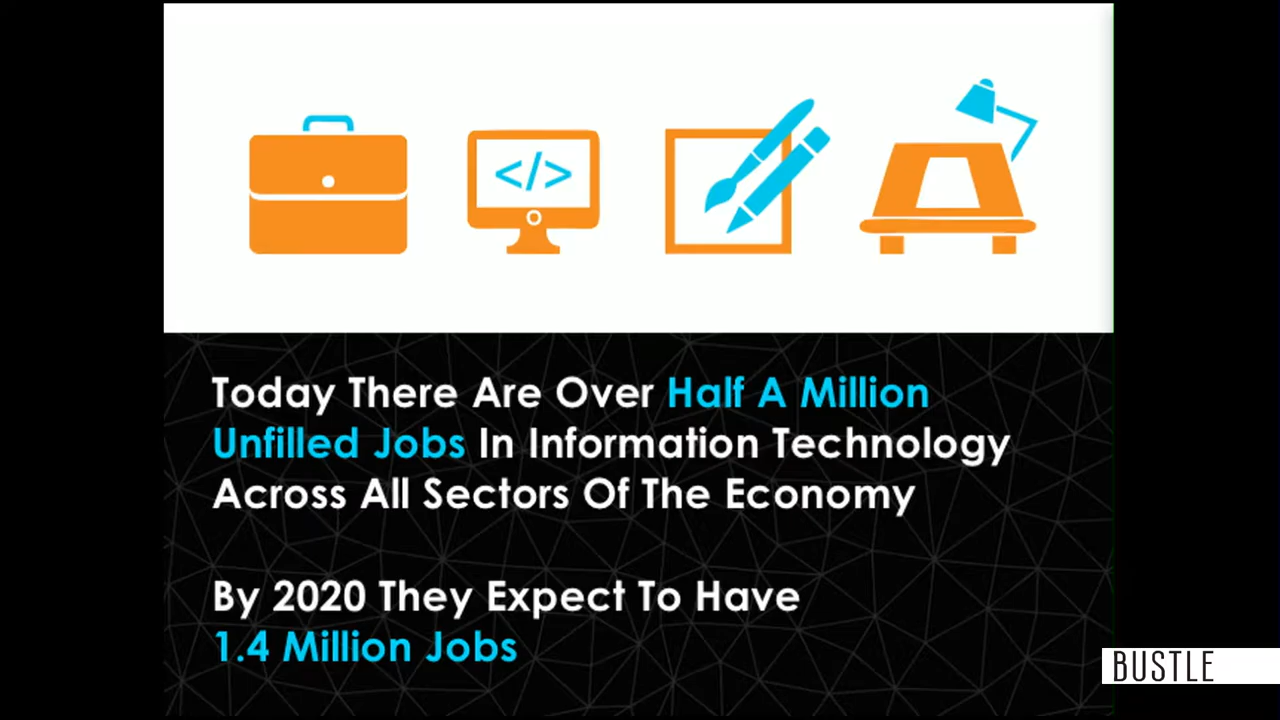 </>
Today There Are Over Half A Million
Unfilled Jobs In Information Technology
Across All Sectors Of The Economy
By 2020 They Expect To Have
1.4 Million Jobs
BUSTLE